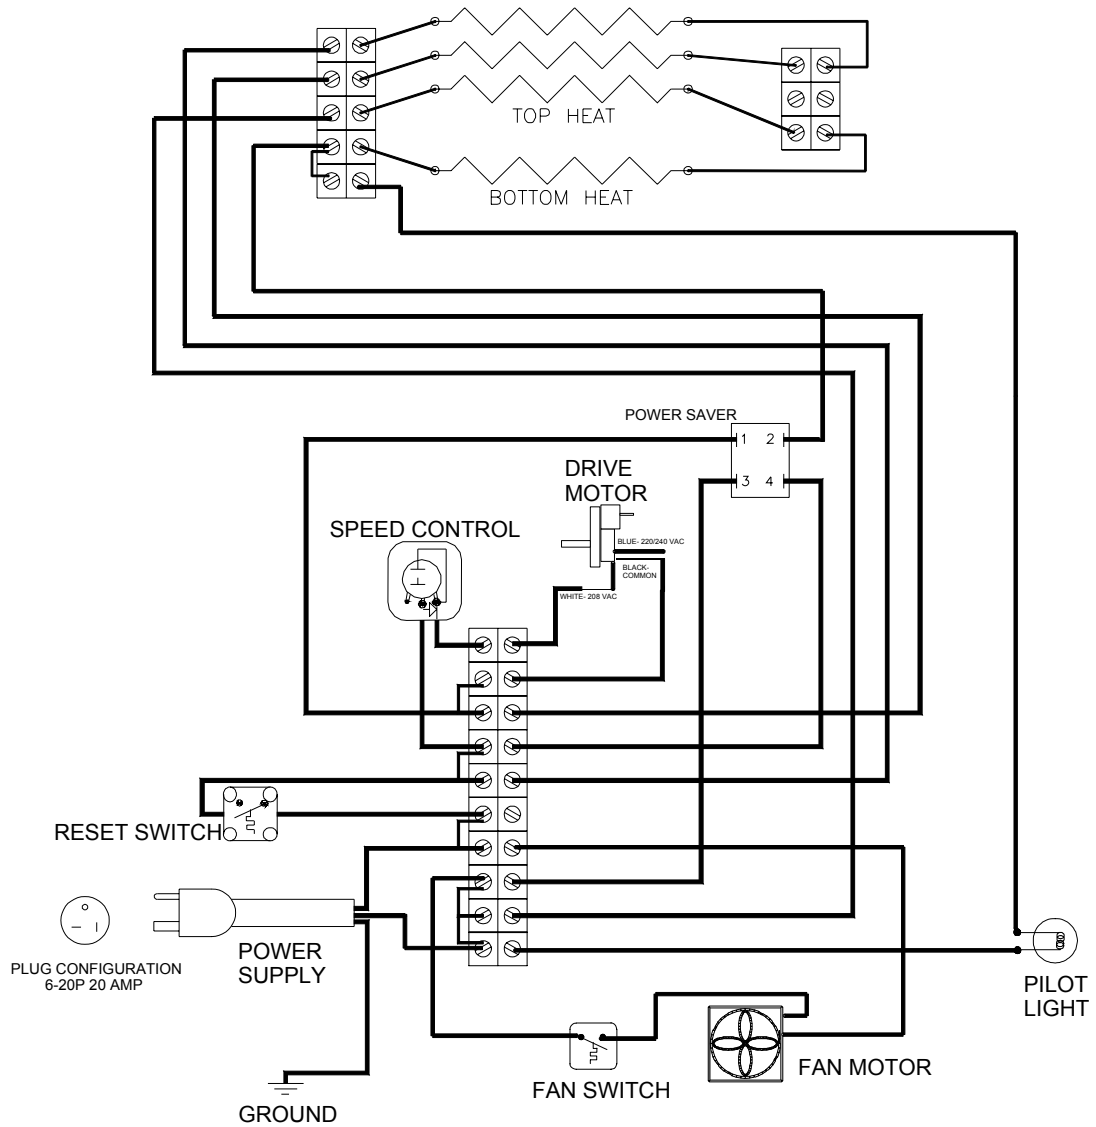 TOP HEAT
BOTTOM HEAT
POWER SAVER
1 2
3 4
DRIVE
MOTOR
SPEED CONTROL
BLUE- 220/240 VAC
BLACK-
COMMON
WHITE- 208 VAC
RESET SWITCH
POWER
SUPPLY
PLUG CONFIGURATION
6-20P 20 AMP
PILOT
LIGHT
FAN SWITCH
FAN MOTOR
GROUND